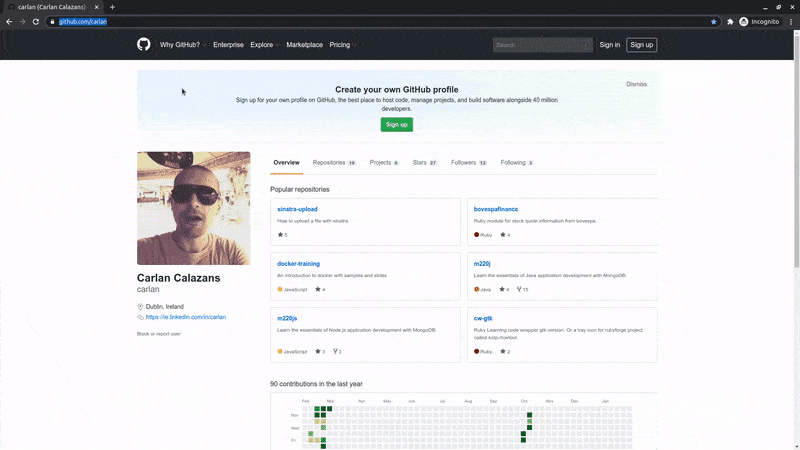 carlan (Carlan Calazans)
github.com/carlan
Incognito
Why GitHub? Enterprise Explore Marketplace Pricing
Search
Sign in Sign up
Create your own GitHub profile
Dismiss
Sign up for your own profile on GitHub, the best place to host code, manage projects, and build software alongside 40 million
developers.
Sign up
Overview Repositories 19 Projects 0 Stars 27 Followers 13 Following 3
Popular repositories
sinatra-upload
How to upload a file with sinatra
5
bovespafinance
Ruby module for stock quote information from bovespa.
Ruby 4
docker-training
An introduction to docker with samples and slides
JavaScript 4
m220j
Learn the essentials of Java application development with MongoDB.
Java 4 15
m220js
Learn the essentials of Node.js application development with MongoDB.
JavaScript 3 3
cw-gtk
Ruby Learning code wrapper gtk version. Or a tray icon for rubyforge project
called
Ruby 2
Carlan Calazans
carlan
Dublin, Ireland
https://ie.linkedin.com/in/carlan
Block or report user
90 contributions in the last year
Feb Mar Apr May Jun Jul Aug Sep Oct Nov Dec Jan
Mon
Wed
Fri